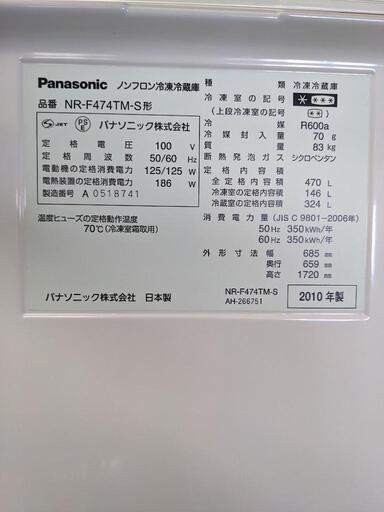 Panasonic ノンフロン冷凍冷蔵庫
品番 NR-F474TM-S形
S JET PS E パナソニック株式会社
定格電圧 100 V
定格周波数 50/60 Hz
電動機の定格消費電力 125/125 W
電熱装置の定格消費電力 186 W
製造番号 A 0518741
温度ヒューズの定格動作温度
70℃(冷凍室霜取用)
パナソニック株式会社 日本製
種類 冷凍冷蔵庫
冷凍室の記号
(上段冷凍室の記号)
冷媒 R600a
冷媒封入量 70 g
質量 83 kg
断熱発泡ガス シクロペンタン
定格内容積
全定格内容積 470 L
冷凍室の定格内容積 146 L
冷蔵室の定格内容積 324 L
消費電力量(JIS C 9801-2006年)
50Hz 350kWh/年
60Hz 350kWh/年
外形寸法 幅 685 mm
奥行 659 mm
高さ 1720 mm
NR-F474TM-S
AH-266751
2010年製